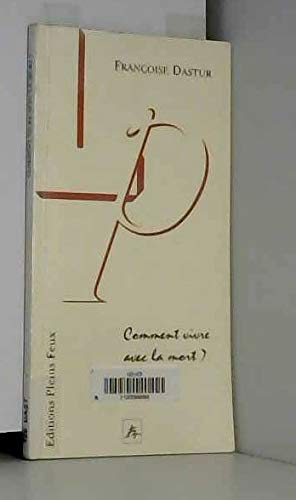 FRANÇOISE DASTUR
Comment vivre
avec la mort ?
Editions Pleins Feux